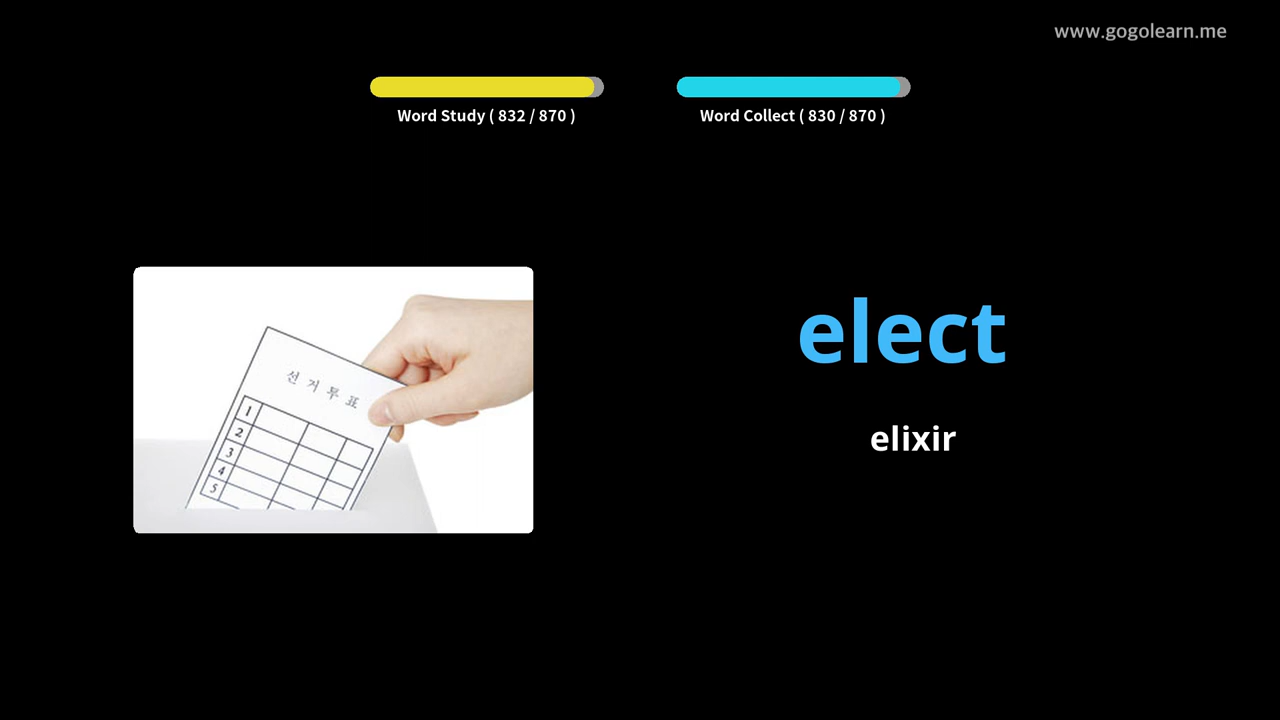 www.gogolearn.me
Word Study ( 832 / 870 )
Word Collect ( 830 / 870 )
선거투표
1
2
3
4
5
elect
elixir